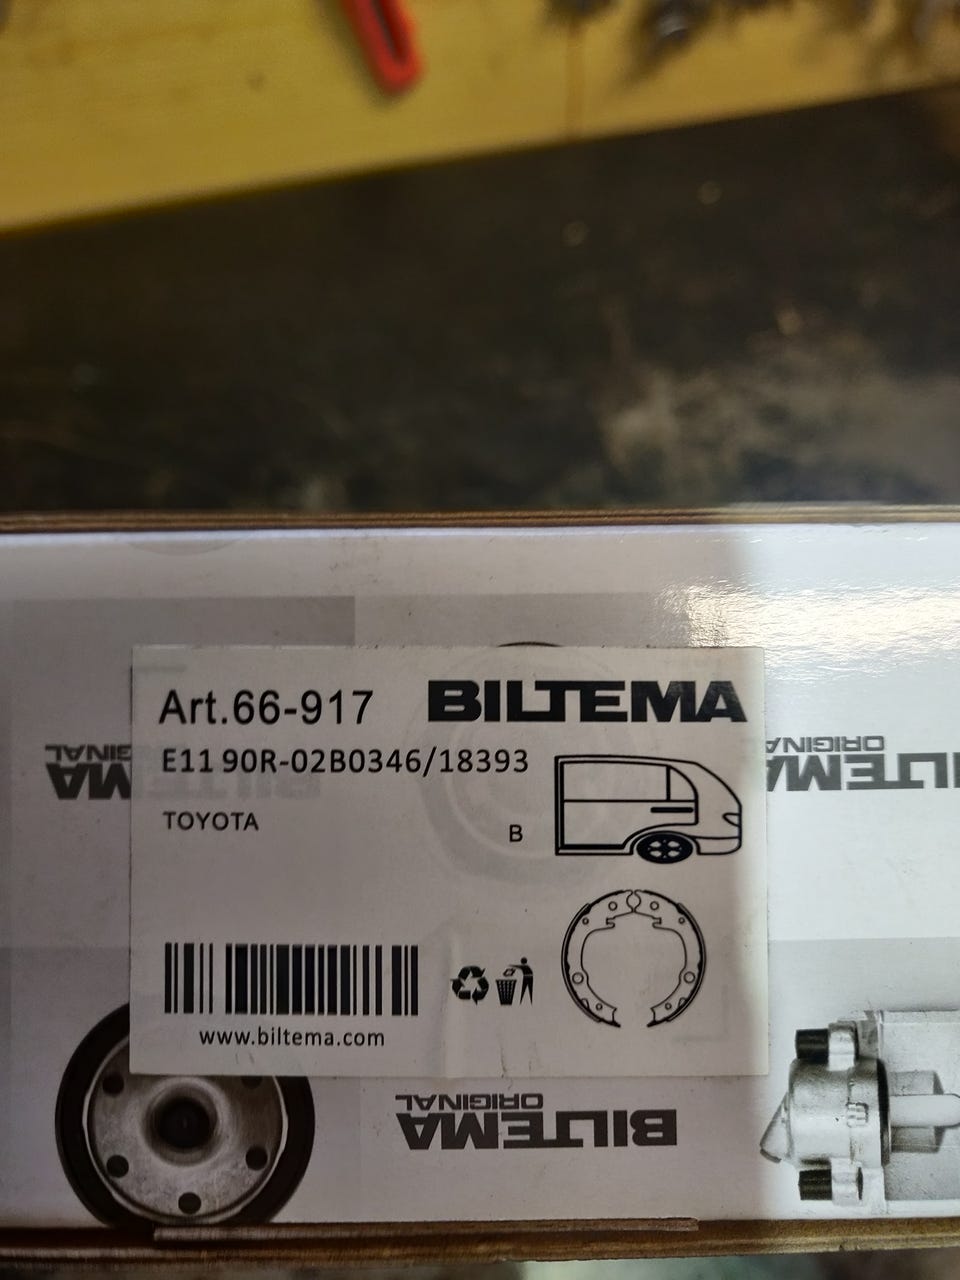 Art.66-917
BILTEMA
E11 90R-02B0346/18393
TOYOTA
B
www.biltema.com
BILTEMA
ORIGINAL
BILTEMA
ORIGINAL
BILTEMA
ORIGINAL